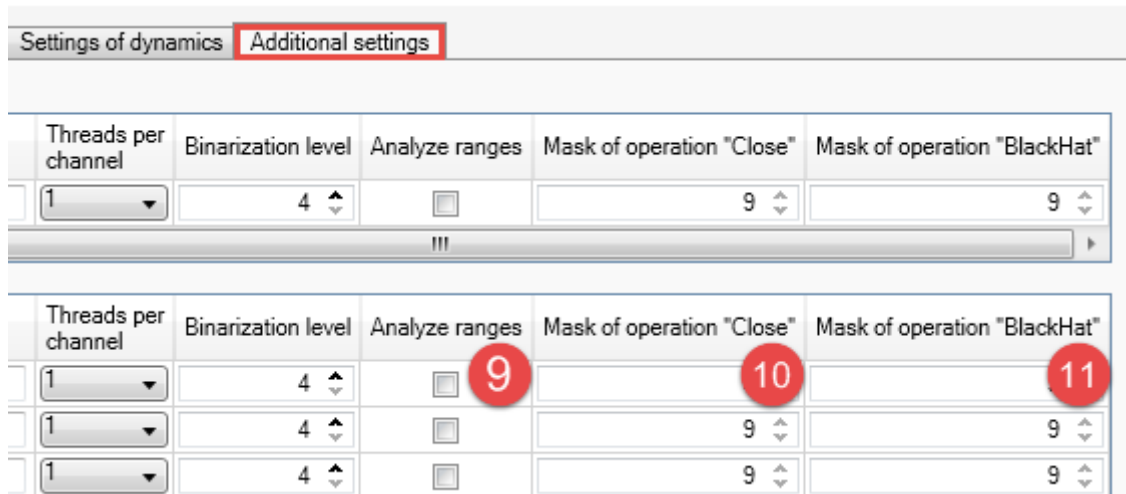 Settings of dynamics Additional settings
Threads per channel Binarization level Analyze ranges Mask of operation "Close" Mask of operation "BlackHat"
1 4 9 9
Threads per channel Binarization level Analyze ranges Mask of operation "Close" Mask of operation "BlackHat"
1 4 9 10 11
1 4 9 9
1 4 9 9